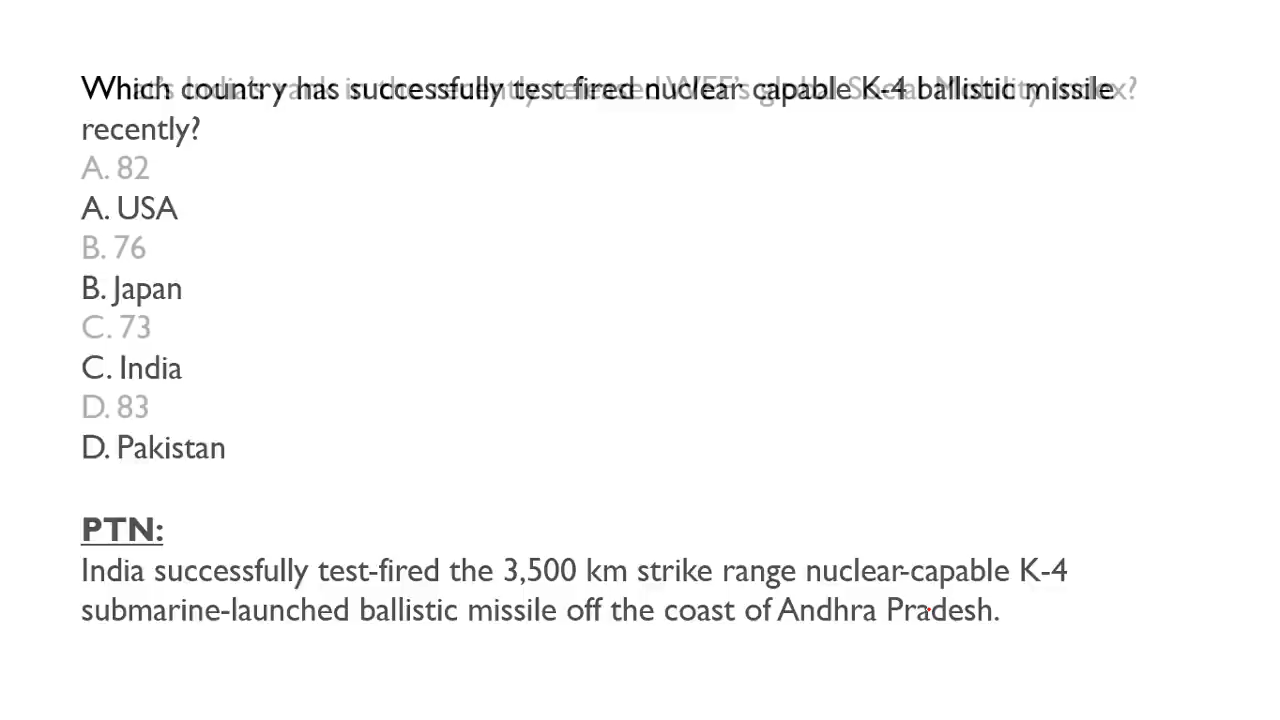 Which country has successfully test fired nuclear capable K-4 ballistic missile
recently?
A. 82
A. USA
B. 76
B. Japan
C. 73
C. India
D. 83
D. Pakistan
PTN:
India successfully test-fired the 3,500 km strike range nuclear-capable K-4
submarine-launched ballistic missile off the coast of Andhra Pradesh.